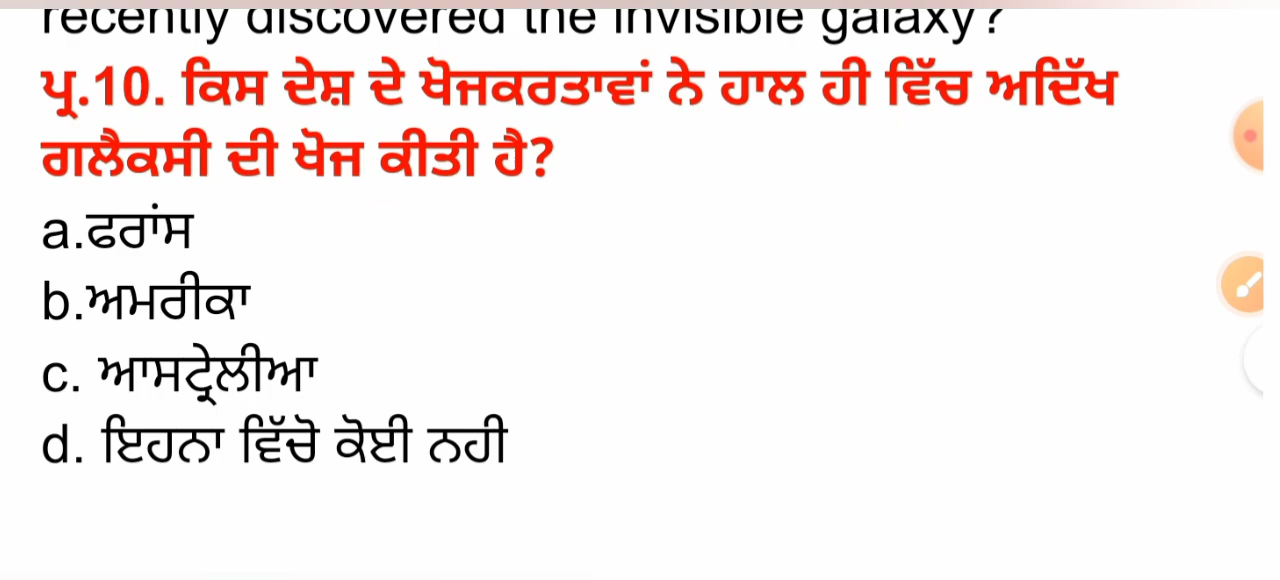 recently discovered the invisible galaxy?
ਪ੍ਰ.10. ਕਿਸ ਦੇਸ਼ ਦੇ ਖੋਜਕਰਤਾਵਾਂ ਨੇ ਹਾਲ ਹੀ ਵਿੱਚ ਅਦਿੱਖ
ਗਲੈਕਸੀ ਦੀ ਖੋਜ ਕੀਤੀ ਹੈ?
a.ਫਰਾਂਸ
b.ਅਮਰੀਕਾ
c. ਆਸਟ੍ਰੇਲੀਆ
d. ਇਹਨਾ ਵਿੱਚੋ ਕੋਈ ਨਹੀ